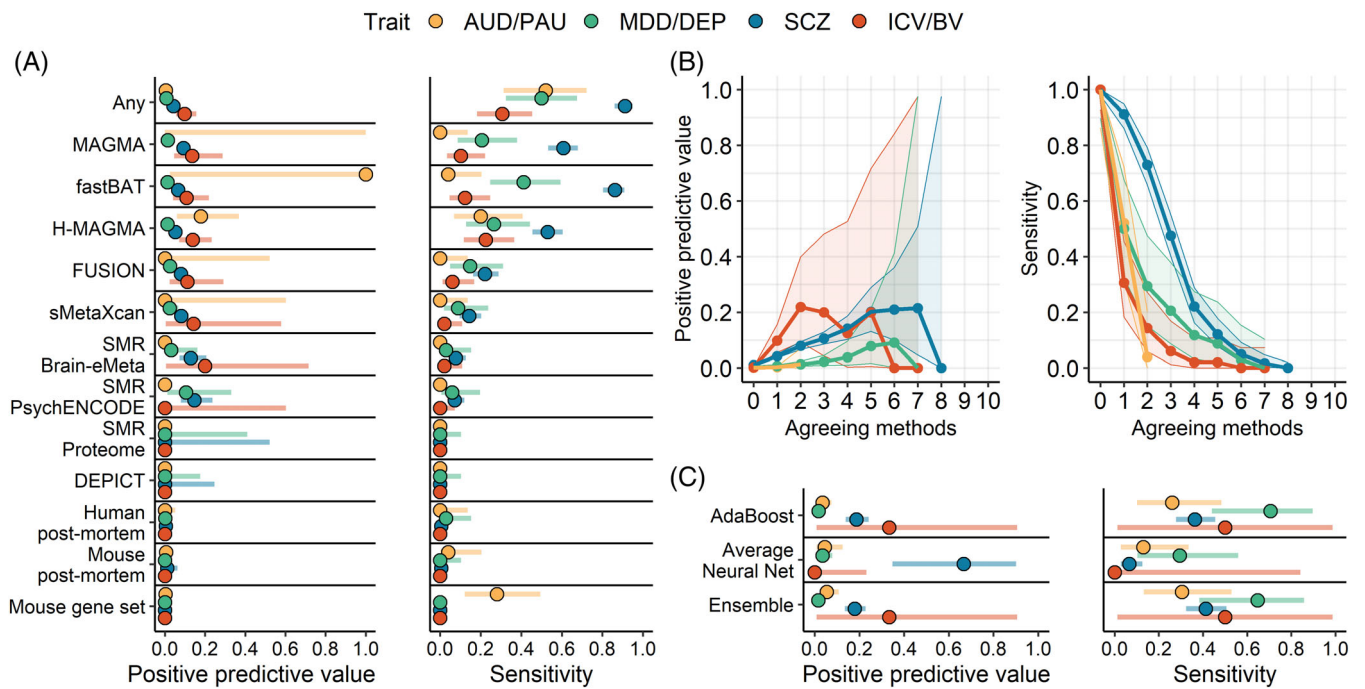 Trait AUD/PAU MDD/DEP SCZ ICV/BV
(A)
Any
MAGMA
fastBAT
H-MAGMA
FUSION
sMetaXcan
SMR
Brain-eMeta
SMR
PsychENCODE
SMR
Proteome
DEPICT
Human
post-mortem
Mouse
post-mortem
Mouse gene set
0.0 0.2 0.4 0.6 0.8 1.0
Positive predictive value
0.0 0.2 0.4 0.6 0.8 1.0
Sensitivity
(B)
Positive predictive value
1.0
0.8
0.6
0.4
0.2
0.0
0 1 2 3 4 5 6 7 8 9 10
Agreeing methods
Sensitivity
1.0
0.8
0.6
0.4
0.2
0.0
0 1 2 3 4 5 6 7 8 9 10
Agreeing methods
(C)
AdaBoost
Average
Neural Net
Ensemble
0.0 0.2 0.4 0.6 0.8 1.0
Positive predictive value
0.0 0.2 0.4 0.6 0.8 1.0
Sensitivity